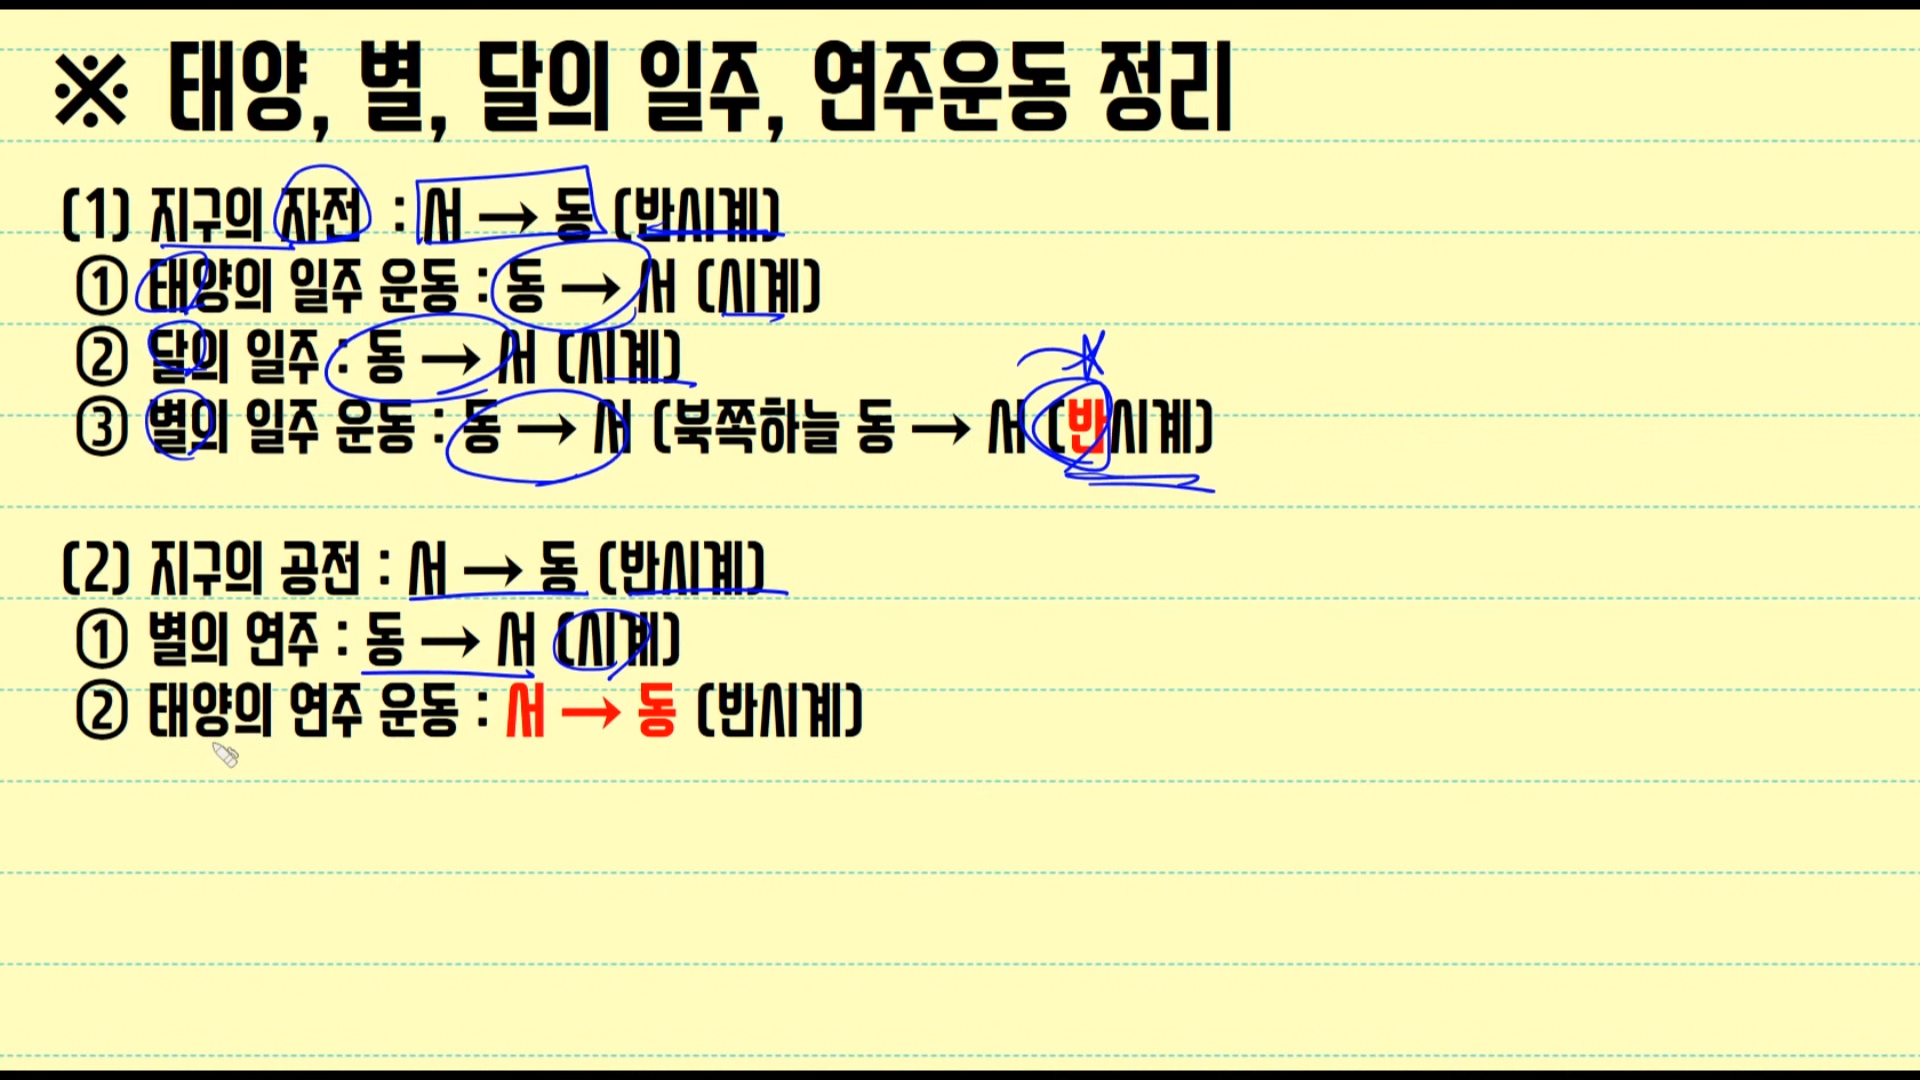 ※ 태양, 별, 달의 일주, 연주운동 정리
(1) 지구의 자전 : 서 → 동 (반시계)
① 태양의 일주 운동 : 동 → 서 (시계)
② 달의 일주 : 동 → 서 (시계)
③ 별의 일주 운동 : 동 → 서 (북쪽하늘 동 → 서 (반시계)
(2) 지구의 공전 : 서 → 동 (반시계)
① 별의 연주 : 동 → 서 (시계)
② 태양의 연주 운동 : 서 → 동 (반시계)